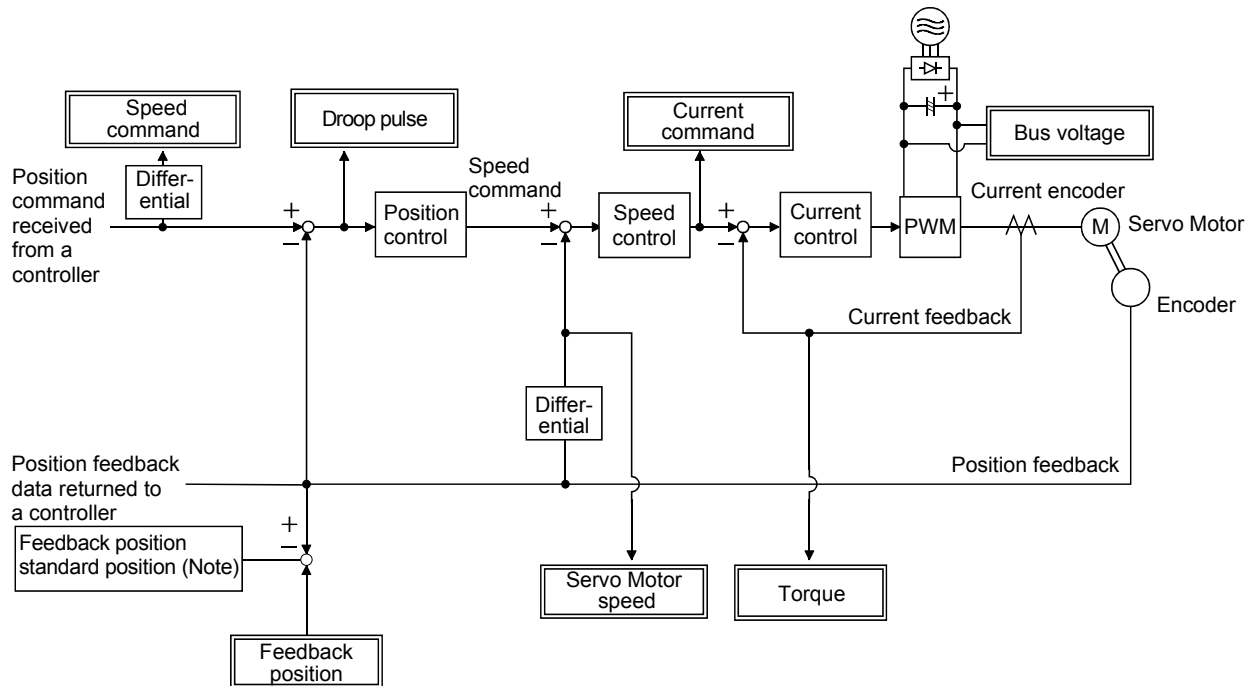 Speed
command
Droop pulse
Current
command
Bus voltage
Position
command
received
from a
controller
Differ-
ential
Speed
command
Current encoder
+
−
Position
control
+
−
Speed
control
+
−
Current
control
PWM
+
M
Servo Motor
Encoder
Current feedback
Differ-
ential
Position feedback
data returned to
a controller
Position feedback
+
−
Feedback position
standard position (Note)
Servo Motor
speed
Torque
Feedback
position